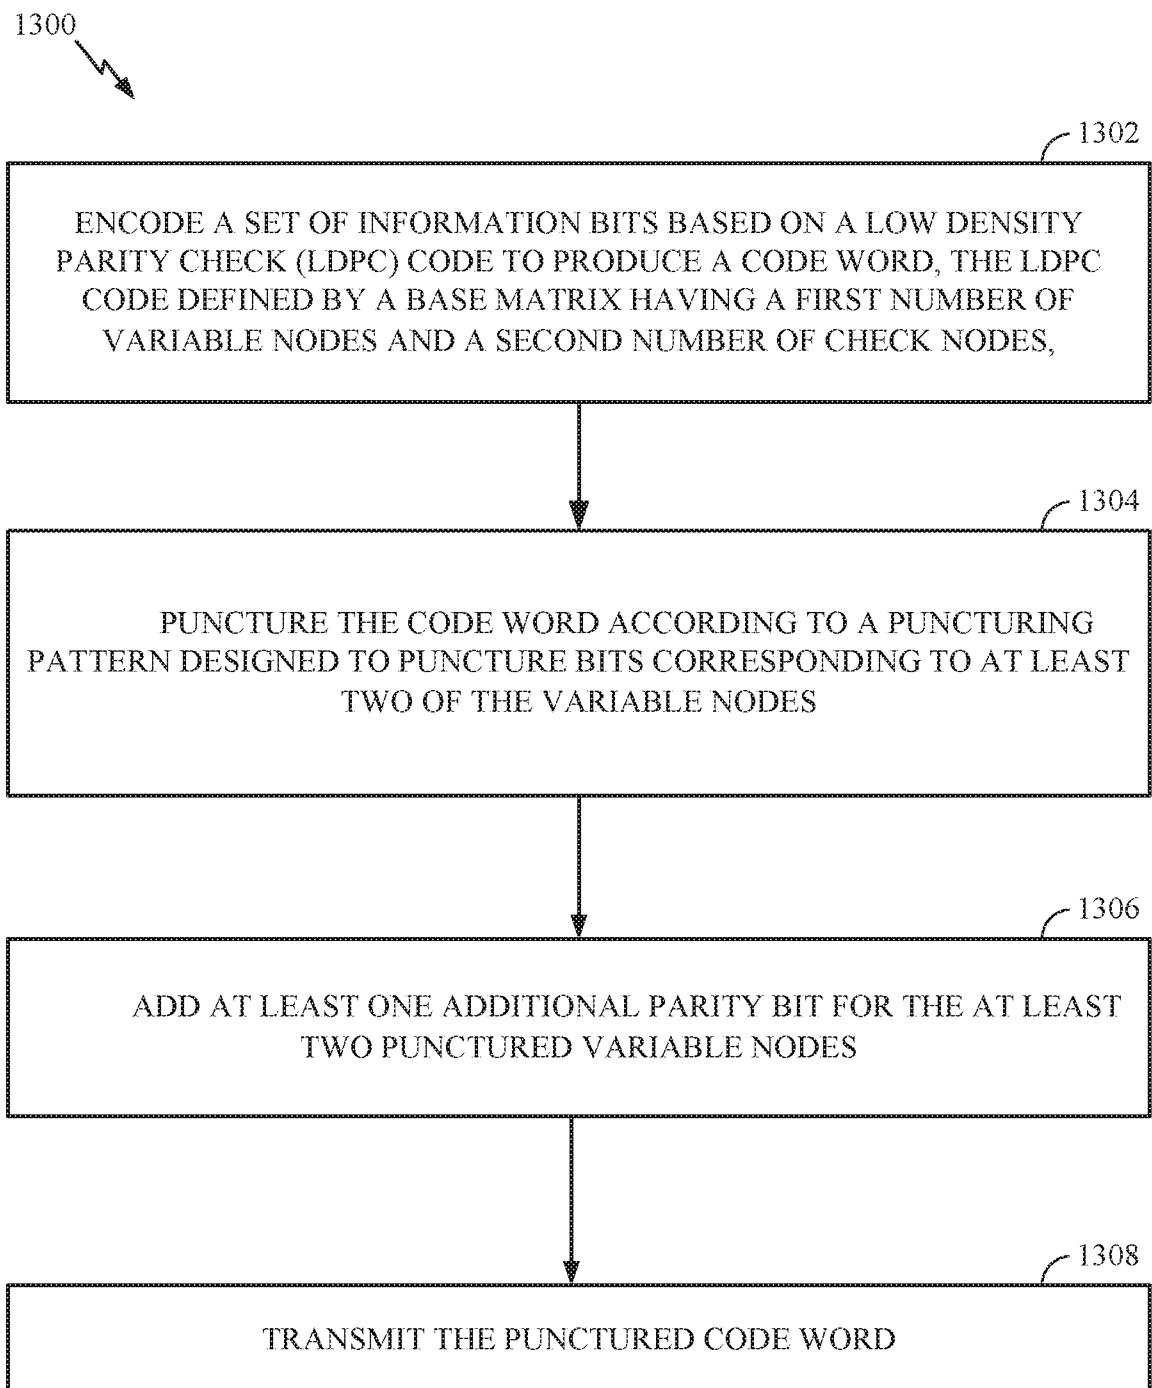 1300
1302
ENCODE A SET OF INFORMATION BITS BASED ON A LOW DENSITY
PARITY CHECK (LDPC) CODE TO PRODUCE A CODE WORD, THE LDPC
CODE DEFINED BY A BASE MATRIX HAVING A FIRST NUMBER OF
VARIABLE NODES AND A SECOND NUMBER OF CHECK NODES,
1304
PUNCTURE THE CODE WORD ACCORDING TO A PUNCTURING
PATTERN DESIGNED TO PUNCTURE BITS CORRESPONDING TO AT LEAST
TWO OF THE VARIABLE NODES
1306
ADD AT LEAST ONE ADDITIONAL PARITY BIT FOR THE AT LEAST
TWO PUNCTURED VARIABLE NODES
1308
TRANSMIT THE PUNCTURED CODE WORD